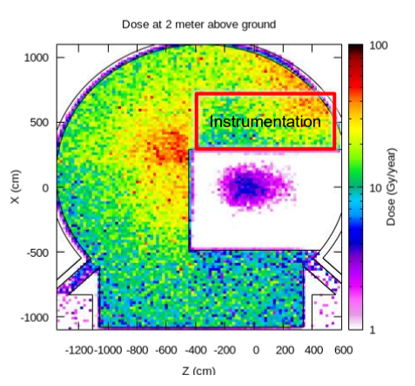 Dose at 2 meter above ground
1000
500
0
-500
-1000
X (cm)
Instrumentation
100
10
1
Dose (Gy/year)
-1200 -1000 -800 -600 -400 -200 0 200 400 600
Z (cm)